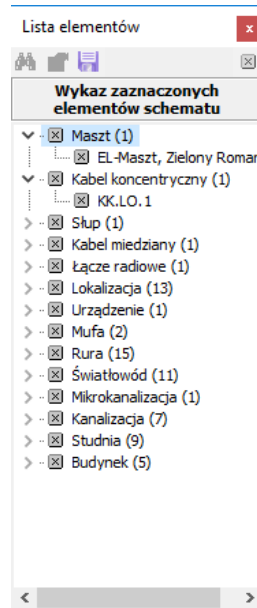 Lista elementów
Wykaz zaznaczonych
elementów schematu
Maszt (1)
EL-Maszt, Zielony Romar
Kabel koncentryczny (1)
KK.LO.1
Słup (1)
Kabel miedziany (1)
Łącze radiowe (1)
Lokalizacja (13)
Urządzenie (1)
Mufa (2)
Rura (15)
Światłowód (11)
Mikrokanalizacja (1)
Kanalizacja (7)
Studnia (9)
Budynek (5)